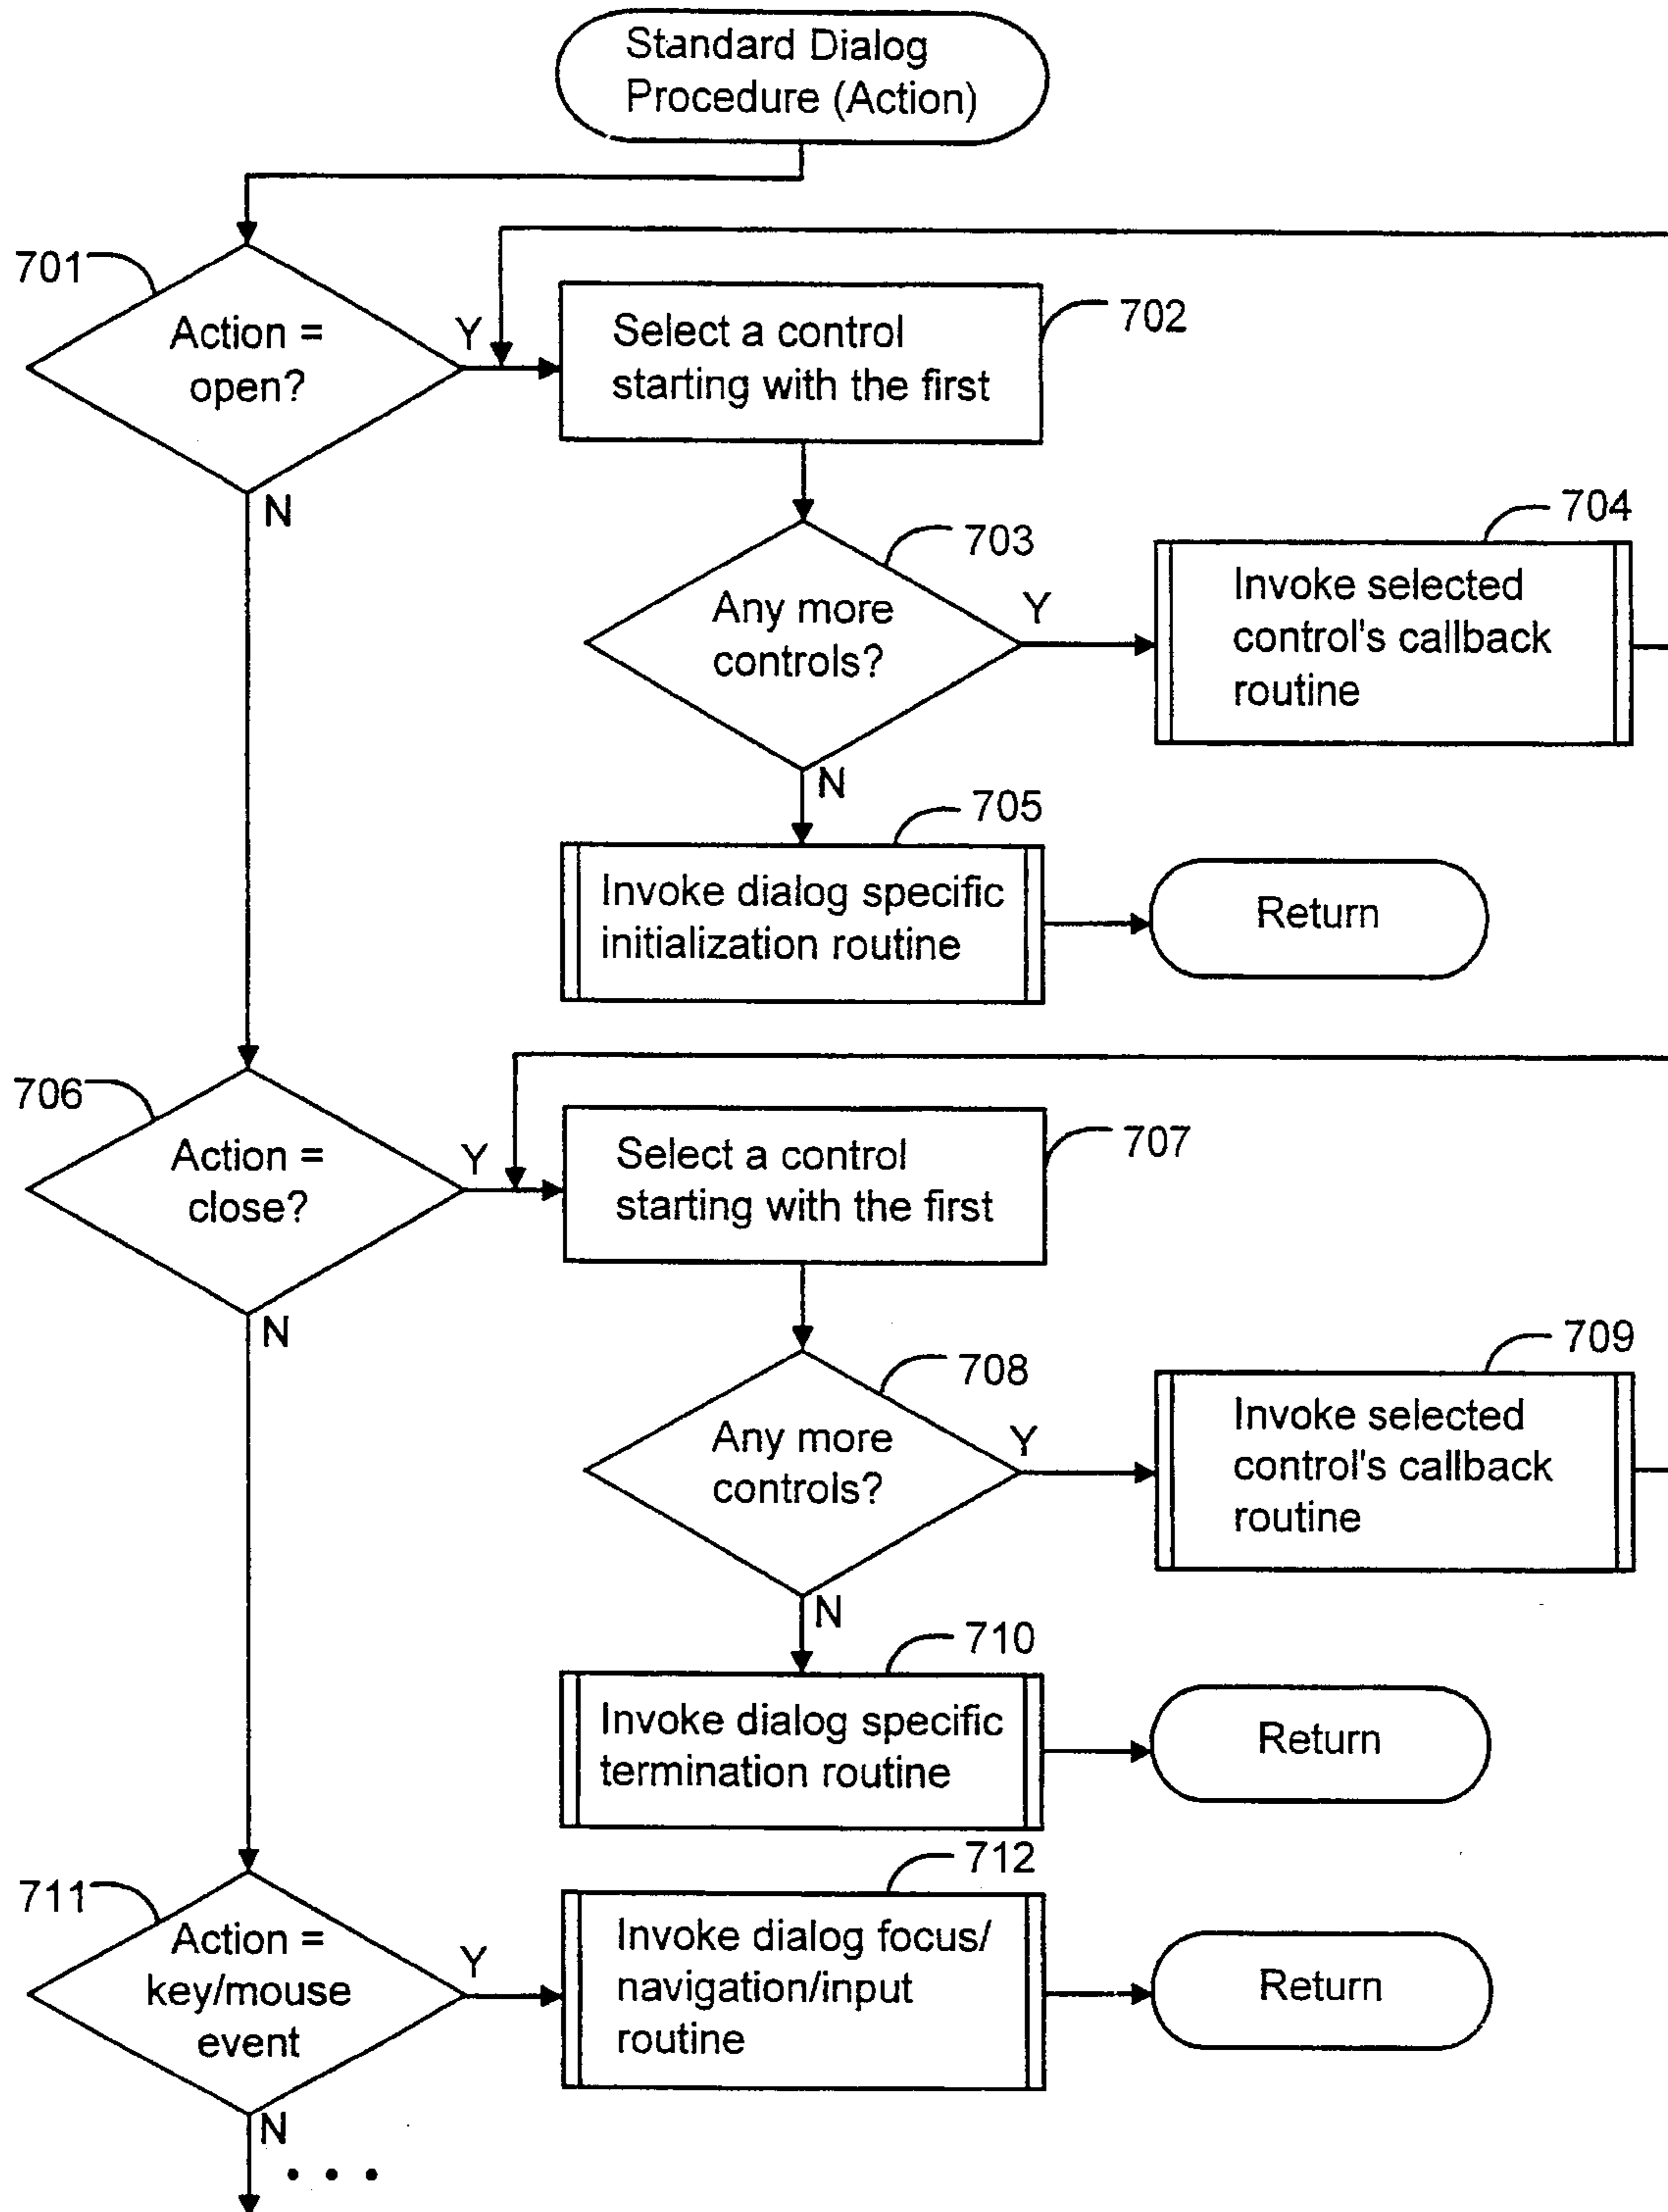 Standard Dialog
Procedure (Action)
701
Action =
open?
Y
N
702
Select a control
starting with the first
703
Any more
controls?
Y
N
704
Invoke selected
control's callback
routine
705
Invoke dialog specific
initialization routine
Return
706
Action =
close?
Y
N
707
Select a control
starting with the first
708
Any more
controls?
Y
N
709
Invoke selected
control's callback
routine
710
Invoke dialog specific
termination routine
Return
711
Action =
key/mouse
event
Y
N
712
Invoke dialog focus/
navigation/input
routine
Return
• • •